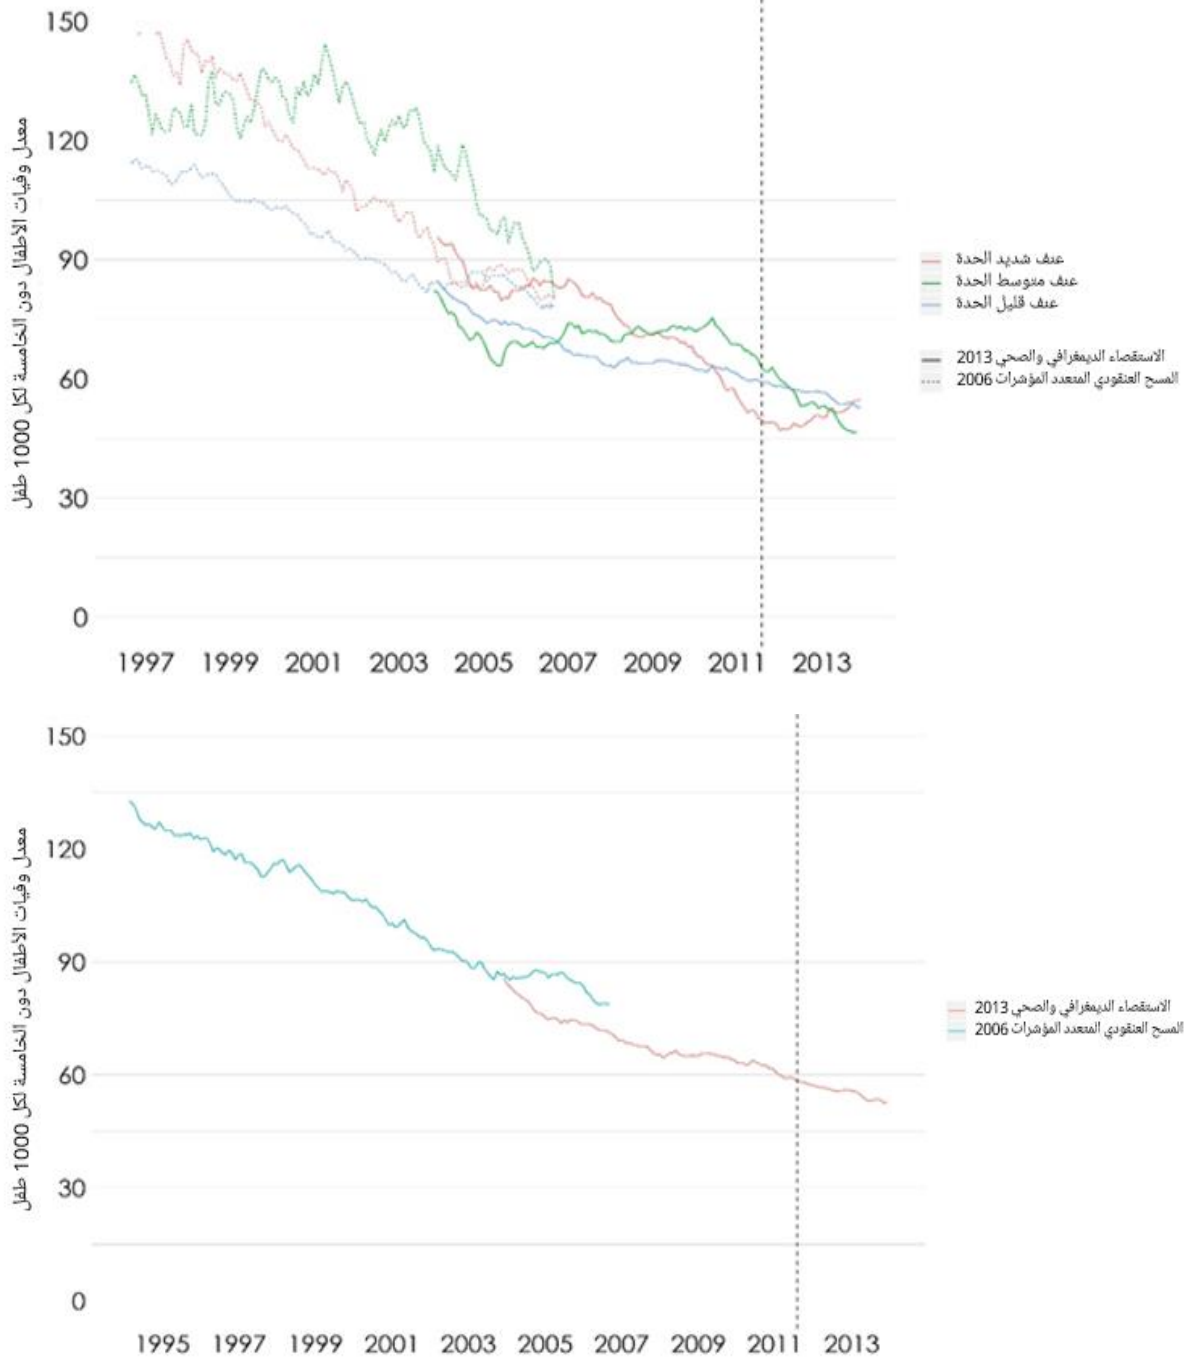 معدل وفيات الأطفال دون الخامسة لكل 1000 طفل
150
120
90
60
30
0
1997 1999 2001 2003 2005 2007 2009 2011 2013
عنف شديد الحدة
عنف متوسط الحدة
عنف قليل الحدة
الاستقصاء الديمغرافي والصحي 2013
المسح العنقودي المتعدد المؤشرات 2006
معدل وفيات الأطفال دون الخامسة لكل 1000 طفل
150
120
90
60
30
0
1995 1997 1999 2001 2003 2005 2007 2009 2011 2013
الاستقصاء الديمغرافي والصحي 2013
المسح العنقودي المتعدد المؤشرات 2006